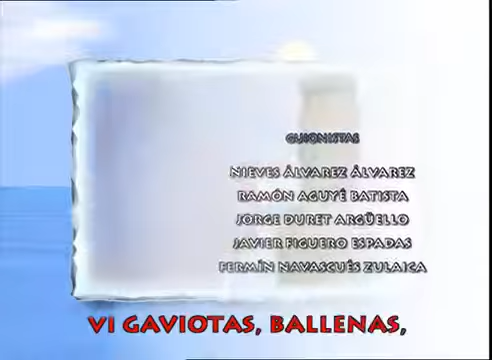 GUIONISTAS
NIEVES ÁLVAREZ ÁLVAREZ
RAMÓN AGUYÉ BATISTA
JORGE DURET ARGÜELLO
JAVIER FIGUERO ESPADAS
FERMÍN NAVASCUÉS ZULAICA
VI GAVIOTAS, BALLENAS,